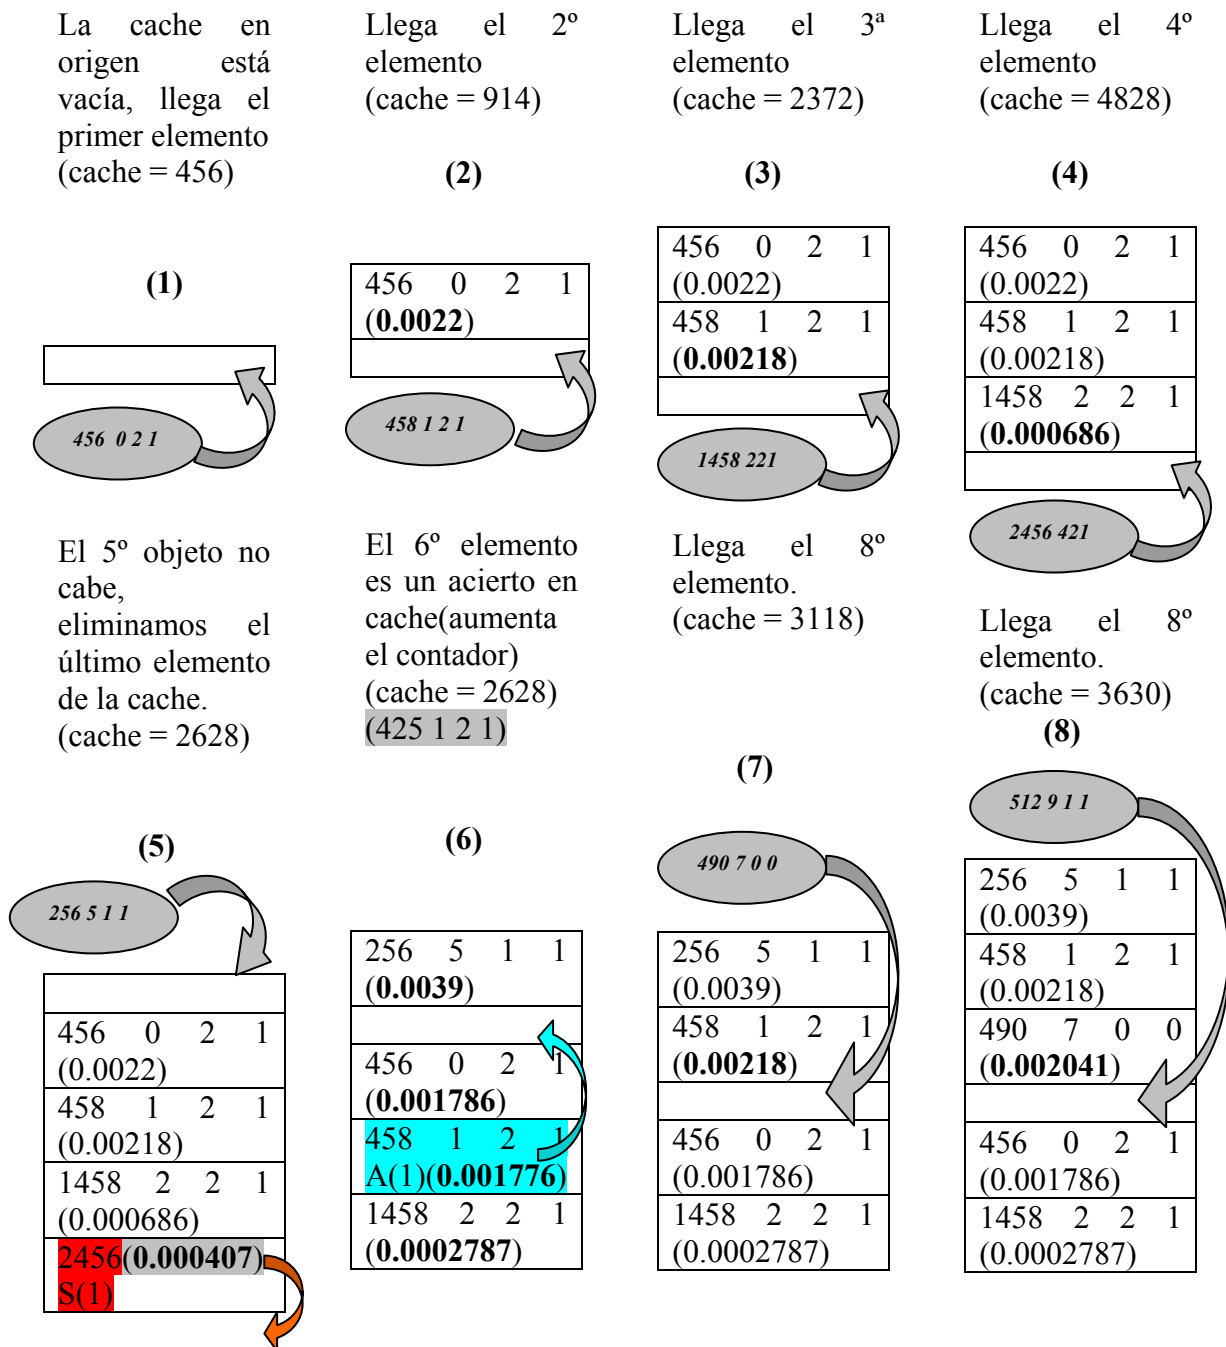 La cache en
origen está
vacía, llega el
primer elemento
(cache = 456)
(1)
456 0 2 1
Llega el 2º
elemento
(cache = 914)
(2)
456 0 2 1
(0.0022)
458 1 2 1
Llega el 3ª
elemento
(cache = 2372)
(3)
456 0 2 1
(0.0022)
458 1 2 1
(0.00218)
1458 221
Llega el 4º
elemento
(cache = 4828)
(4)
456 0 2 1
(0.0022)
458 1 2 1
(0.00218)
1458 2 2 1
(0.000686)
2456 421
El 5º objeto no
cabe,
eliminamos el
último elemento
de la cache.
(cache = 2628)
(5)
256 5 1 1
456 0 2 1
(0.0022)
458 1 2 1
(0.00218)
1458 2 2 1
(0.000686)
2456(0.000407)
S(1)
El 6º elemento
es un acierto en
cache(aumenta
el contador)
(cache = 2628)
(425 1 2 1)
(6)
256 5 1 1
(0.0039)
456 0 2 1
(0.001786)
458 1 2 1
A(1)(0.001776)
1458 2 2 1
(0.0002787)
Llega el 8º
elemento.
(cache = 3118)
(7)
490 7 0 0
256 5 1 1
(0.0039)
458 1 2 1
(0.00218)
456 0 2 1
(0.001786)
1458 2 2 1
(0.0002787)
Llega el 8º
elemento.
(cache = 3630)
(8)
512 9 1 1
256 5 1 1
(0.0039)
458 1 2 1
(0.00218)
490 7 0 0
(0.002041)
456 0 2 1
(0.001786)
1458 2 2 1
(0.0002787)